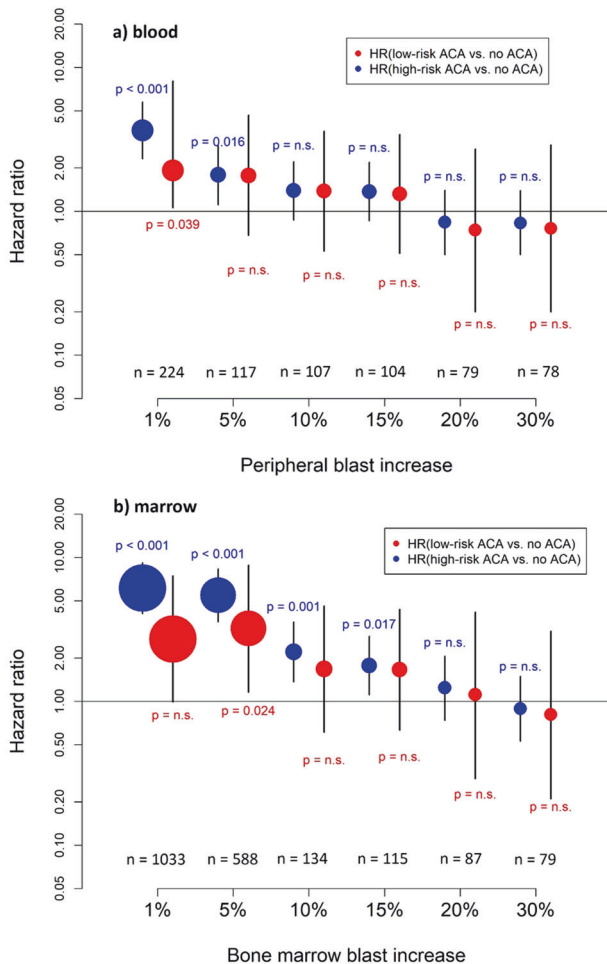 a) blood
HR(low-risk ACA vs. no ACA)
HR(high-risk ACA vs. no ACA)
Hazard ratio
20.00
10.00
5.00
2.00
1.00
0.50
0.20
0.10
0.05
p < 0.001
p = 0.016
p = n.s.
p = n.s.
p = n.s.
p = n.s.
p = 0.039
p = n.s.
p = n.s.
p = n.s.
p = n.s.
p = n.s.
n = 224 n = 117 n = 107 n = 104 n = 79 n = 78
1% 5% 10% 15% 20% 30%
Peripheral blast increase
b) marrow
HR(low-risk ACA vs. no ACA)
HR(high-risk ACA vs. no ACA)
Hazard ratio
20.00
10.00
5.00
2.00
1.00
0.50
0.20
0.10
0.05
p < 0.001
p < 0.001
p = 0.001
p = 0.017
p = n.s.
p = n.s.
p = n.s.
p = 0.024
p = n.s.
p = n.s.
p = n.s.
p = n.s.
n = 1033 n = 588 n = 134 n = 115 n = 87 n = 79
1% 5% 10% 15% 20% 30%
Bone marrow blast increase